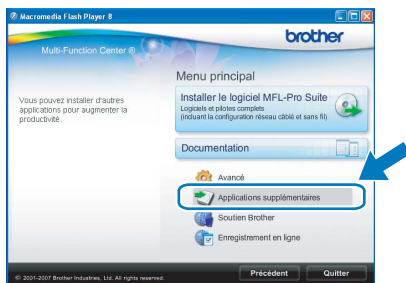 Macromedia Flash Player 8
brother
Multi-Function Center ®
Menu principal
Vous pouvez installer d'autres
applications pour augmenter la
productivité.
Installer le logiciel MFL-Pro Suite
Logiciels et pilotes complets
(incluant la configuration réseau câblé et sans fil)
Documentation
Avancé
Applications supplémentaires
Soutien Brother
Enregistrement en ligne
© 2001-2007 Brother Industries, Ltd. All rights reserved.
Précédent
Quitter